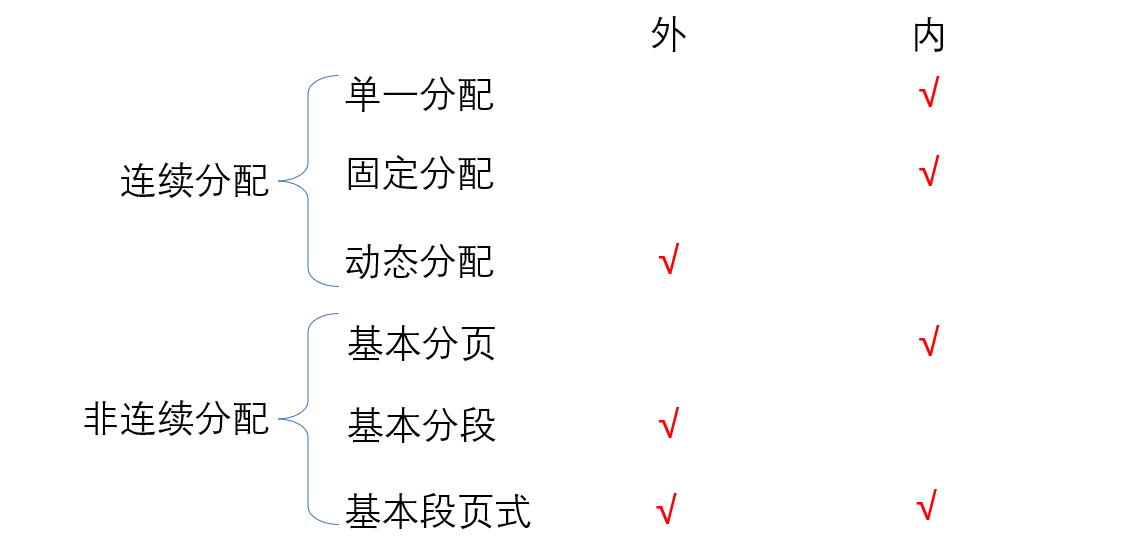 外 内
单一分配 √
固定分配 √
连续分配
动态分配 √
基本分页 √
非连续分配
基本分段 √
基本段页式 √ √